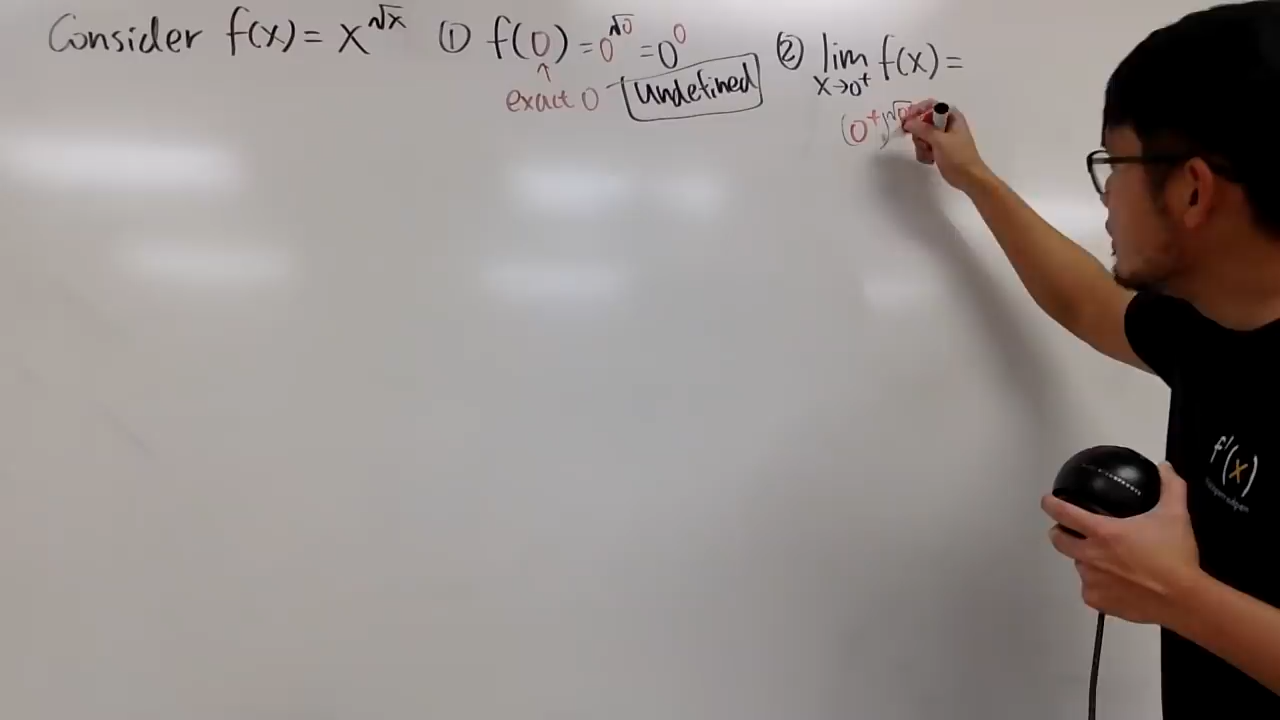 Consider f(x) = x^√x ① f(0) = 0^√0 = 0^0 ② lim f(x) =
↑ exact 0 undefined x→0⁺
(0⁺)^√0
f'(x)